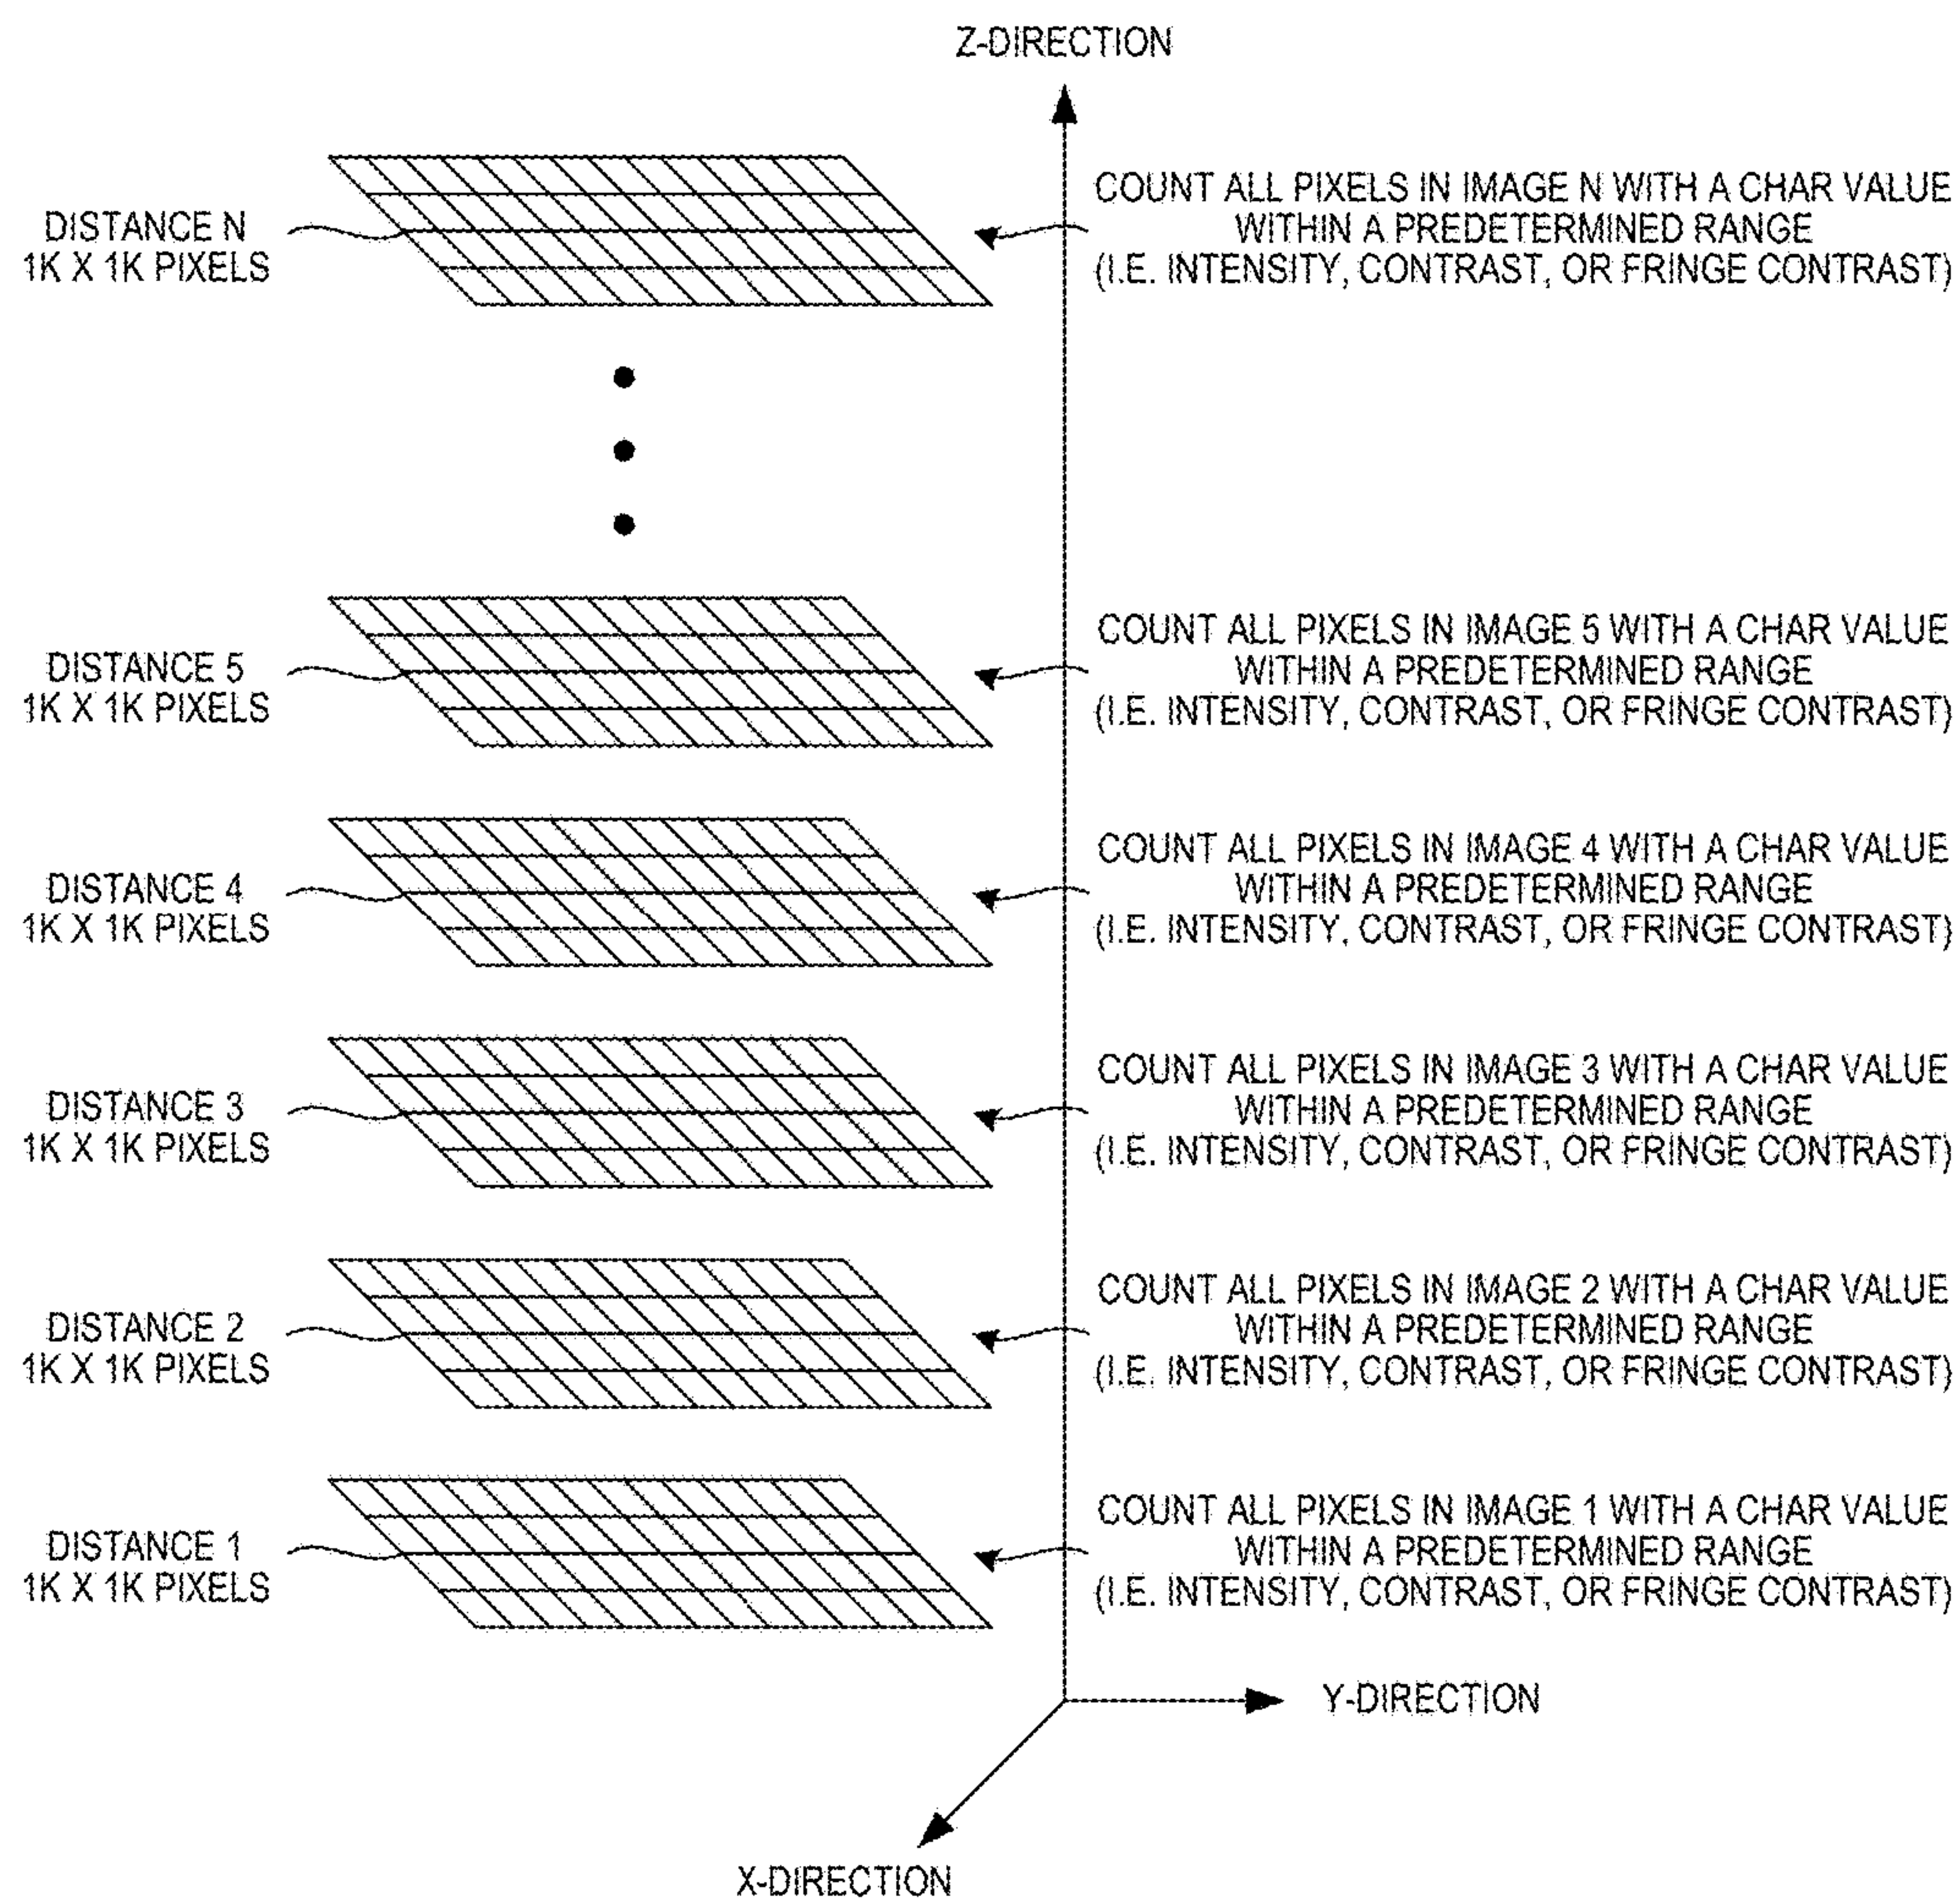 Z-DIRECTION
DISTANCE N
1K X 1K PIXELS
COUNT ALL PIXELS IN IMAGE N WITH A CHAR VALUE
WITHIN A PREDETERMINED RANGE
(I.E. INTENSITY, CONTRAST, OR FRINGE CONTRAST)
DISTANCE 5
1K X 1K PIXELS
COUNT ALL PIXELS IN IMAGE 5 WITH A CHAR VALUE
WITHIN A PREDETERMINED RANGE
(I.E. INTENSITY, CONTRAST, OR FRINGE CONTRAST)
DISTANCE 4
1K X 1K PIXELS
COUNT ALL PIXELS IN IMAGE 4 WITH A CHAR VALUE
WITHIN A PREDETERMINED RANGE
(I.E. INTENSITY, CONTRAST, OR FRINGE CONTRAST)
DISTANCE 3
1K X 1K PIXELS
COUNT ALL PIXELS IN IMAGE 3 WITH A CHAR VALUE
WITHIN A PREDETERMINED RANGE
(I.E. INTENSITY, CONTRAST, OR FRINGE CONTRAST)
DISTANCE 2
1K X 1K PIXELS
COUNT ALL PIXELS IN IMAGE 2 WITH A CHAR VALUE
WITHIN A PREDETERMINED RANGE
(I.E. INTENSITY, CONTRAST, OR FRINGE CONTRAST)
DISTANCE 1
1K X 1K PIXELS
COUNT ALL PIXELS IN IMAGE 1 WITH A CHAR VALUE
WITHIN A PREDETERMINED RANGE
(I.E. INTENSITY, CONTRAST, OR FRINGE CONTRAST)
Y-DIRECTION
X-DIRECTION